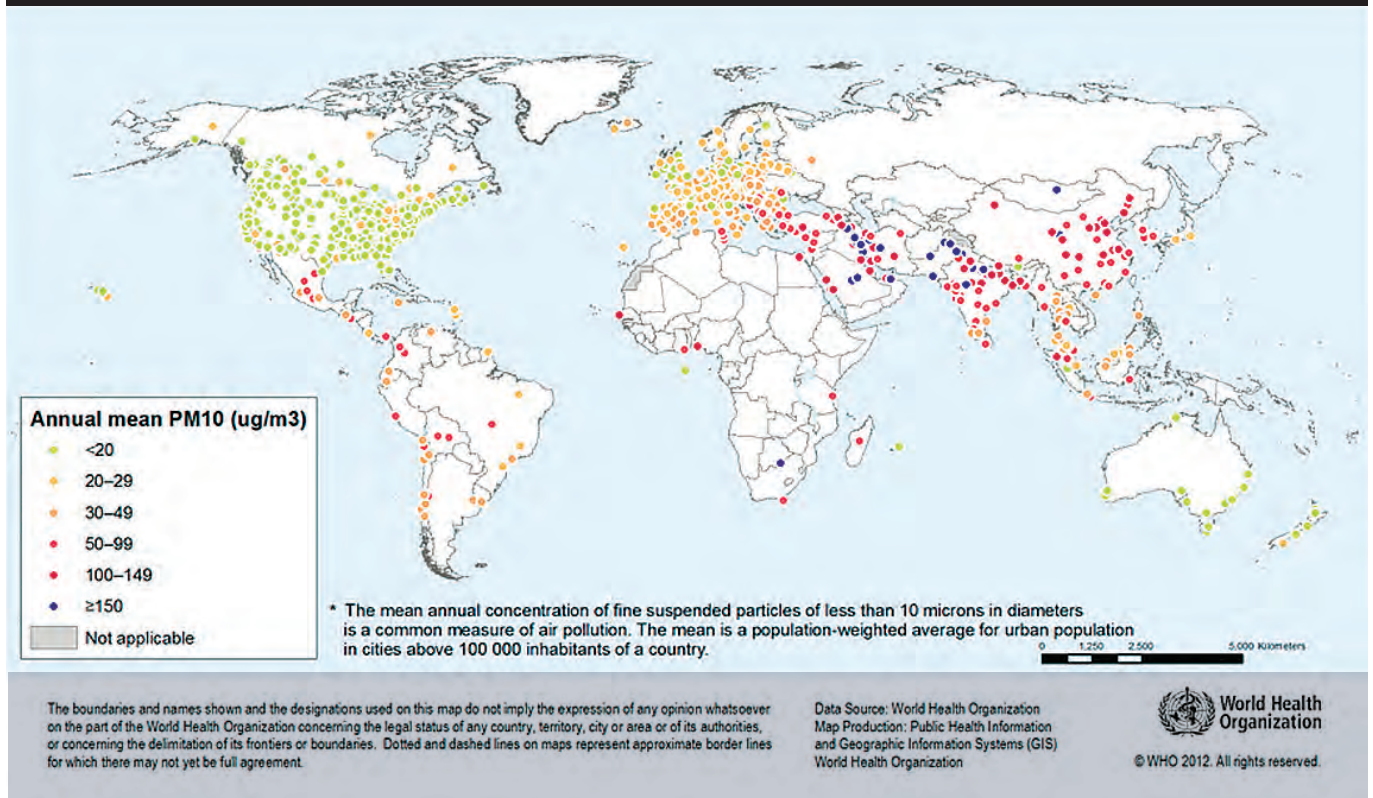 Annual mean PM10 (ug/m3)
<20
20–29
30–49
50–99
100–149
≥150
Not applicable
* The mean annual concentration of fine suspended particles of less than 10 microns in diameters
is a common measure of air pollution. The mean is a population-weighted average for urban population
in cities above 100 000 inhabitants of a country.
0 1,250 2,500 5,000 Kilometers
The boundaries and names shown and the designations used on this map do not imply the expression of any opinion whatsoever
on the part of the World Health Organization concerning the legal status of any country, territory, city or area or of its authorities,
or concerning the delimitation of its frontiers or boundaries. Dotted and dashed lines on maps represent approximate border lines
for which there may not yet be full agreement.
Data Source: World Health Organization
Map Production: Public Health Information
and Geographic Information Systems (GIS)
World Health Organization
World Health
Organization
© WHO 2012. All rights reserved.